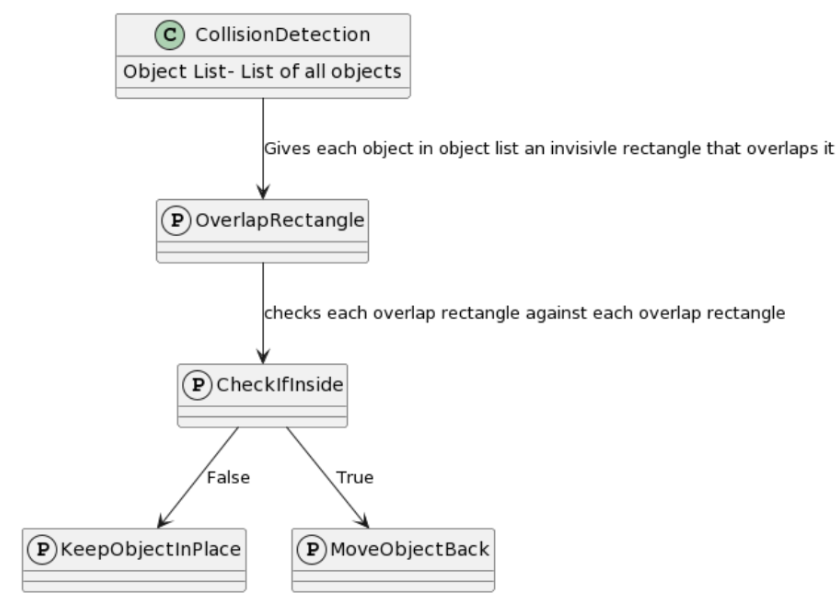 C CollisionDetection
Object List- List of all objects
Gives each object in object list an invisivle rectangle that overlaps it
P OverlapRectangle
checks each overlap rectangle against each overlap rectangle
P CheckIfInside
False
True
P KeepObjectInPlace
P MoveObjectBack